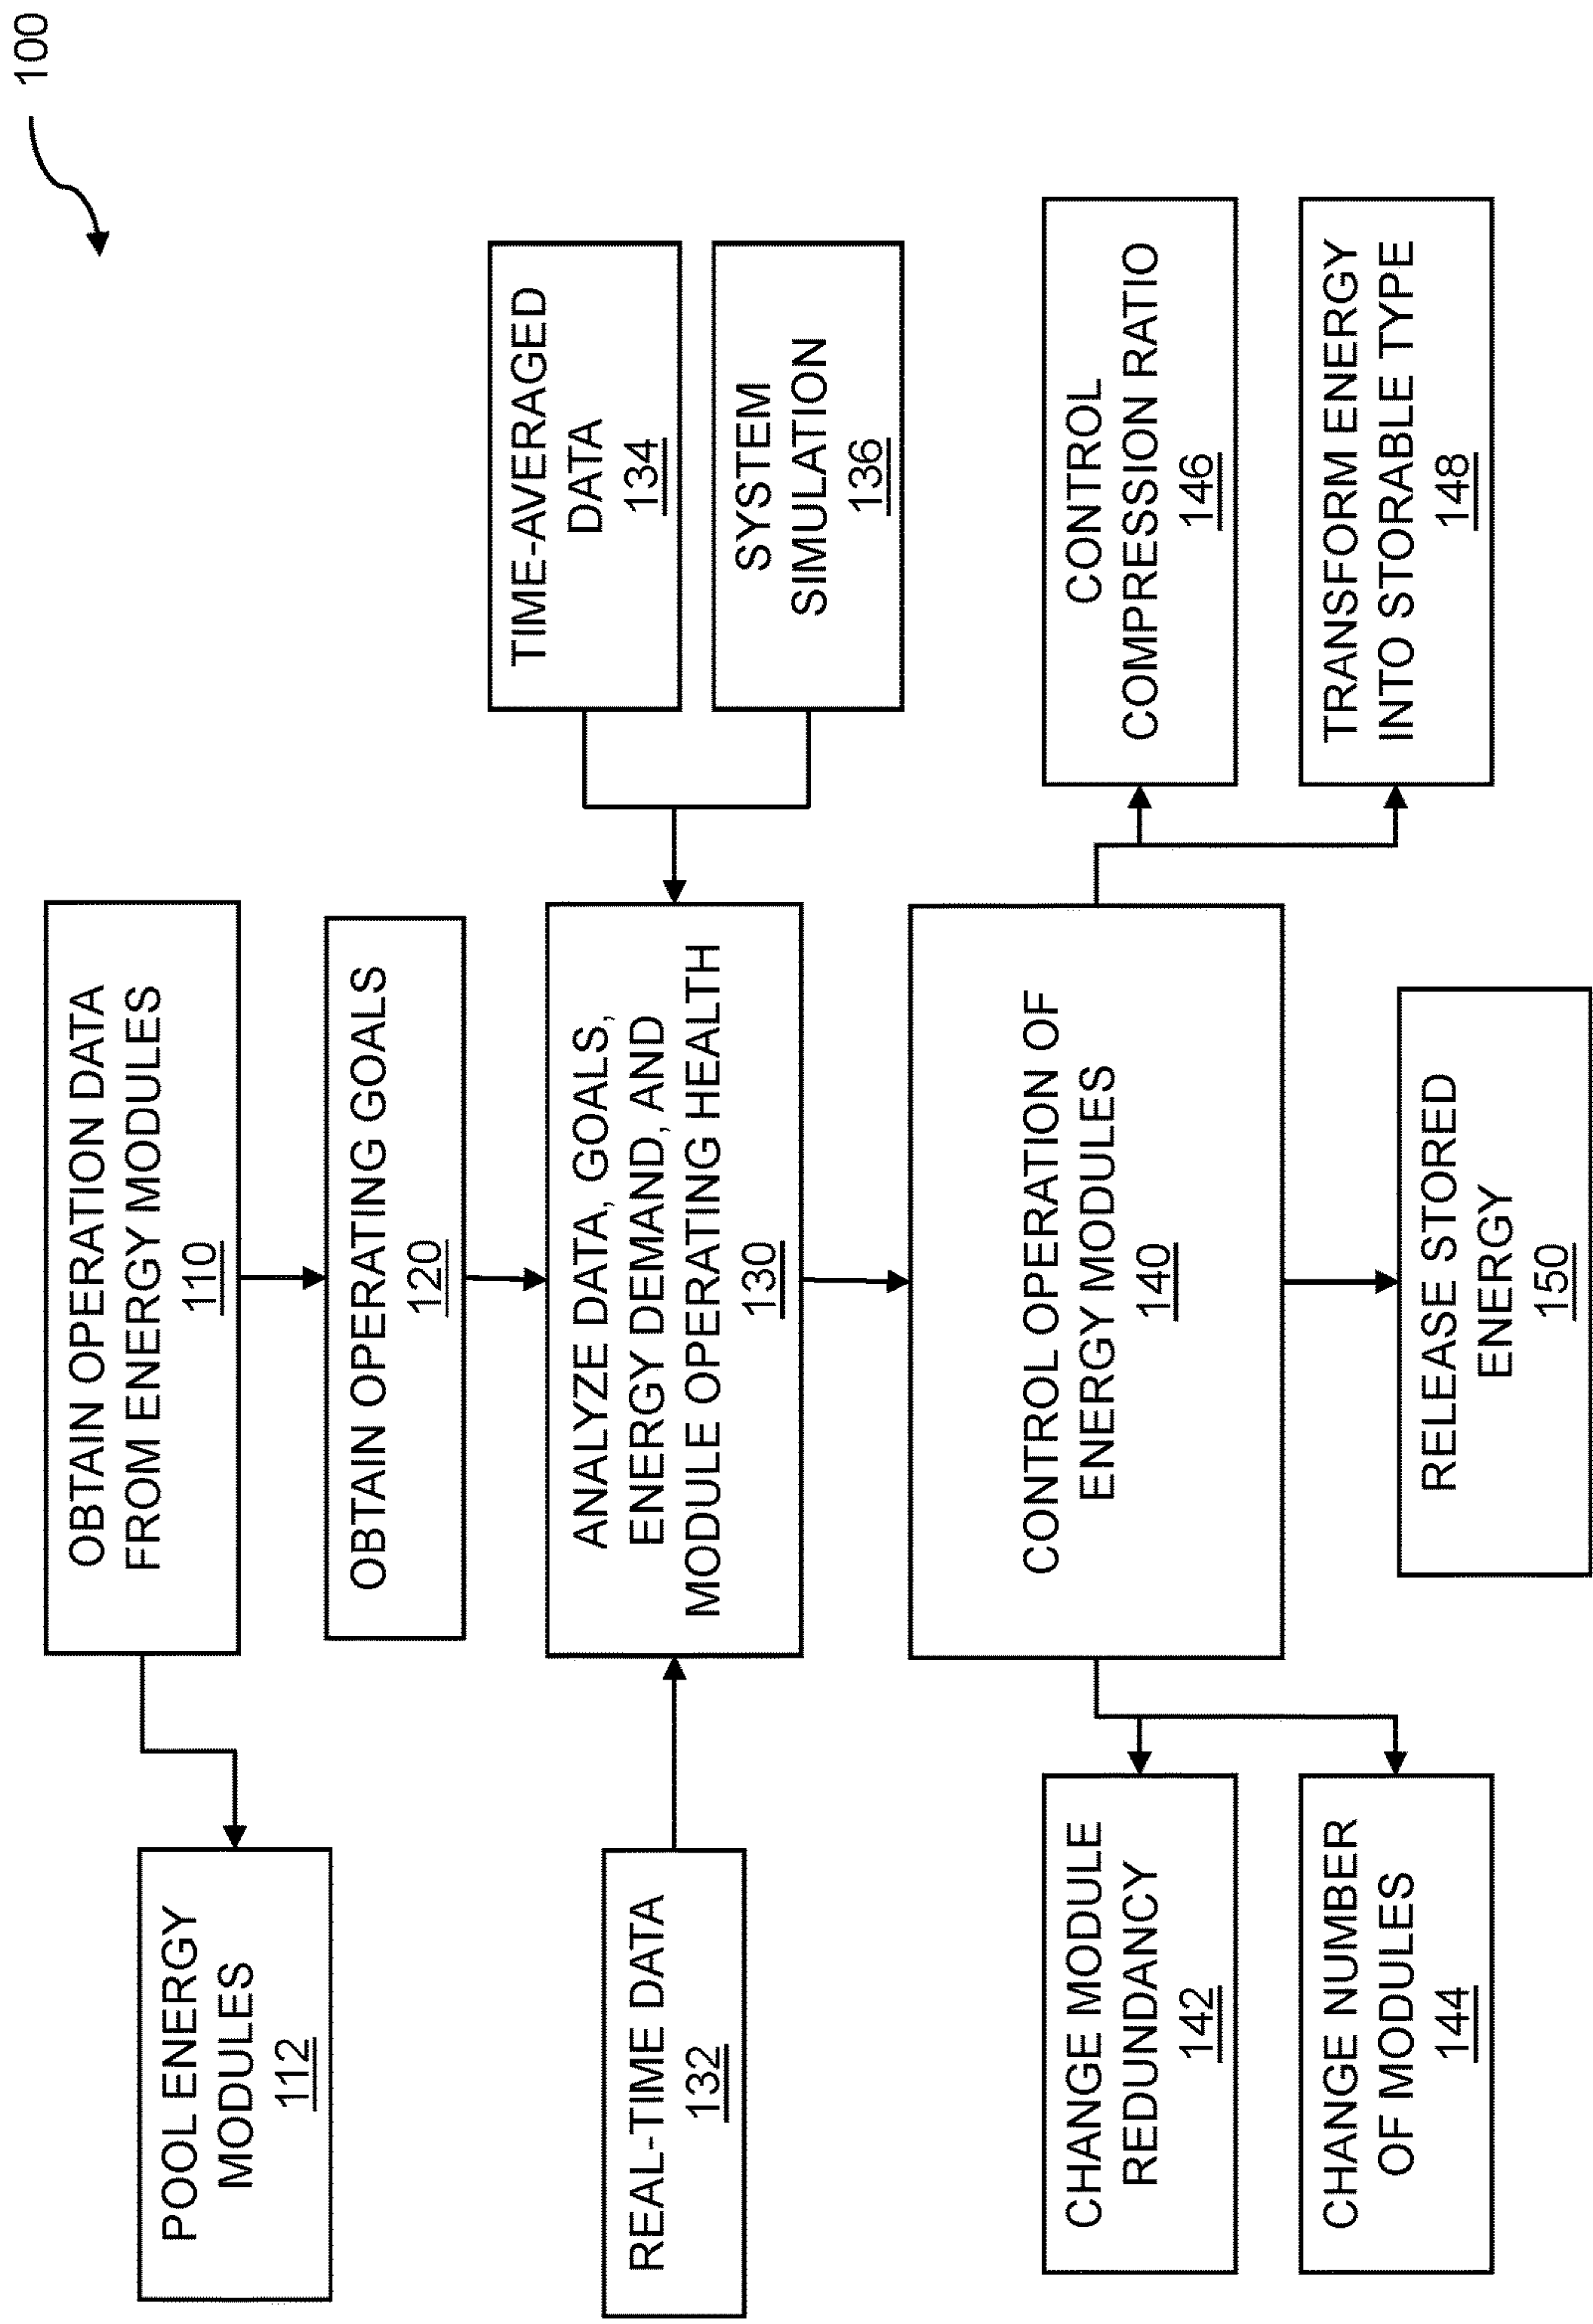 100
OBTAIN OPERATION DATA
FROM ENERGY MODULES
110
POOL ENERGY
MODULES
112
OBTAIN OPERATING GOALS
120
REAL-TIME DATA
132
ANALYZE DATA, GOALS,
ENERGY DEMAND, AND
MODULE OPERATING HEALTH
130
TIME-AVERAGED
DATA
134
SYSTEM
SIMULATION
136
CONTROL OPERATION OF
ENERGY MODULES
140
CHANGE MODULE
REDUNDANCY
142
CHANGE NUMBER
OF MODULES
144
CONTROL
COMPRESSION RATIO
146
TRANSFORM ENERGY
INTO STORABLE TYPE
148
RELEASE STORED
ENERGY
150